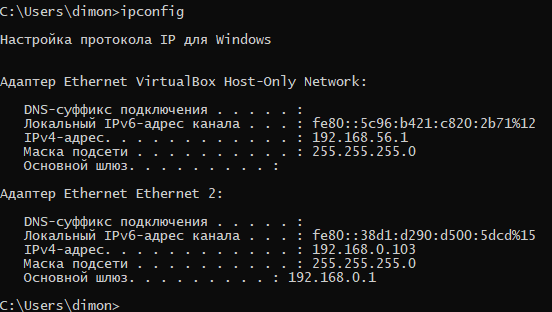 C:\Users\dimon>ipconfig
Настройка протокола IP для Windows
Адаптер Ethernet VirtualBox Host-Only Network:
DNS-суффикс подключения . . . . . :
Локальный IPv6-адрес канала . . . : fe80::5c96:b421:c820:2b71%12
IPv4-адрес. . . . . . . . . . . . : 192.168.56.1
Маска подсети . . . . . . . . . . : 255.255.255.0
Основной шлюз. . . . . . . . . :
Адаптер Ethernet Ethernet 2:
DNS-суффикс подключения . . . . . :
Локальный IPv6-адрес канала . . . : fe80::38d1:d290:d500:5dcd%15
IPv4-адрес. . . . . . . . . . . . : 192.168.0.103
Маска подсети . . . . . . . . . . : 255.255.255.0
Основной шлюз. . . . . . . . . : 192.168.0.1
C:\Users\dimon>